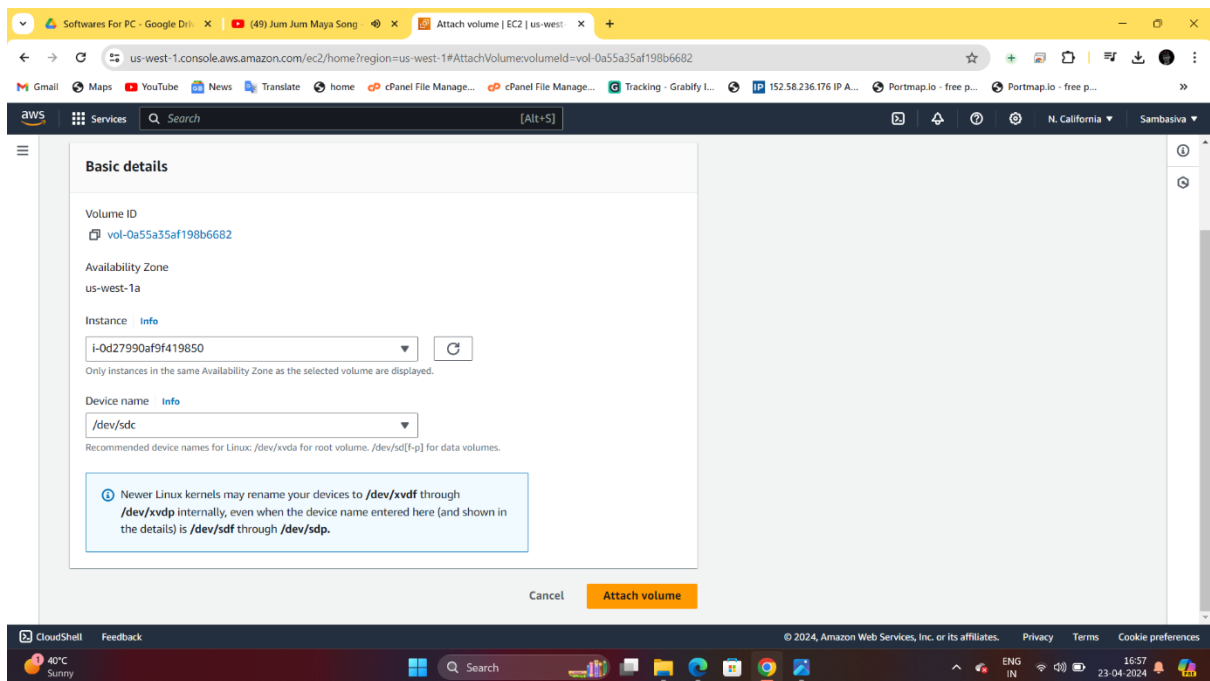 Softwares For PC - Google Driv
(49) Jum Jum Maya Song -
Attach volume | EC2 | us-west-
us-west-1.console.aws.amazon.com/ec2/home?region=us-west-1#AttachVolume:volumeId=vol-0a55a35af198b6682
Gmail Maps YouTube News Translate home cPanel File Manage... cPanel File Manage... Tracking - Grabify I... 152.58.236.176 IP A... Portmap.io - free p... Portmap.io - free p... »
aws Services Search [Alt+S] N. California Sambasiva
Basic details
Volume ID
vol-0a55a35af198b6682
Availability Zone
us-west-1a
Instance Info
i-0d27990af9f419850
Only instances in the same Availability Zone as the selected volume are displayed.
Device name Info
/dev/sdc
Recommended device names for Linux: /dev/xvda for root volume. /dev/sd[f-p] for data volumes.
Newer Linux kernels may rename your devices to /dev/xvdf through
/dev/xvdp internally, even when the device name entered here (and shown in
the details) is /dev/sdf through /dev/sdp.
Cancel Attach volume
CloudShell Feedback © 2024, Amazon Web Services, Inc. or its affiliates. Privacy Terms Cookie preferences
1 40°C
Sunny
Search
ENG
IN
16:57
23-04-2024